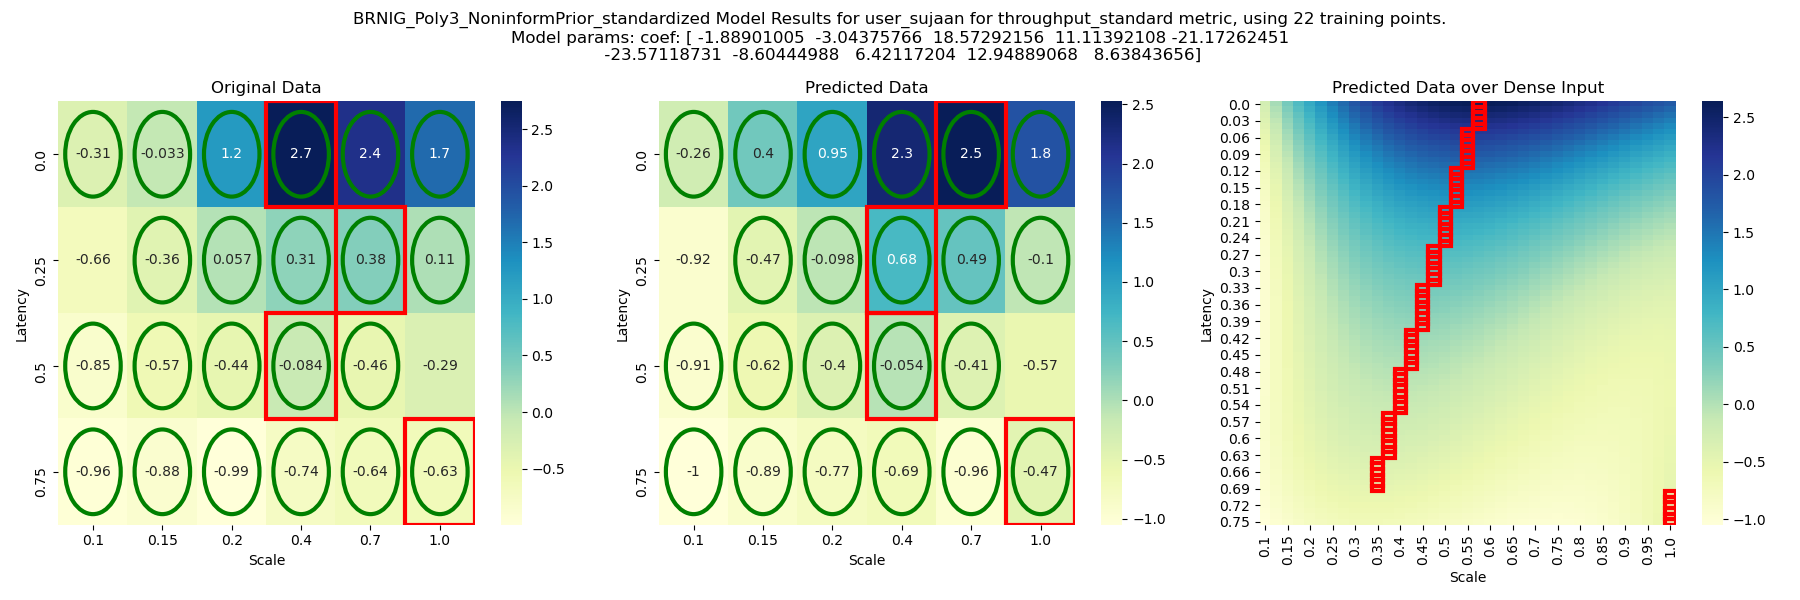 BRNIG_Poly3_NoninformPrior_standardized Model Results for user_sujaan for throughput_standard metric, using 22 training points.
Model params: coef: [ -1.88901005 -3.04375766 18.57292156 11.11392108 -21.17262451
-23.57118731 -8.60444988 6.42117204 12.94889068 8.63843656]
Original Data
Latency
0.0 -0.31 -0.033 1.2 2.7 2.4 1.7
0.25 -0.66 -0.36 0.057 0.31 0.38 0.11
0.5 -0.85 -0.57 -0.44 -0.084 -0.46 -0.29
0.75 -0.96 -0.88 -0.99 -0.74 -0.64 -0.63
0.1 0.15 0.2 0.4 0.7 1.0
Scale
2.5
2.0
1.5
1.0
0.5
0.0
-0.5
Predicted Data
Latency
0.0 -0.26 0.4 0.95 2.3 2.5 1.8
0.25 -0.92 -0.47 -0.098 0.68 0.49 -0.1
0.5 -0.91 -0.62 -0.4 -0.054 -0.41 -0.57
0.75 -1 -0.89 -0.77 -0.69 -0.96 -0.47
0.1 0.15 0.2 0.4 0.7 1.0
Scale
2.5
2.0
1.5
1.0
0.5
0.0
-0.5
-1.0
Predicted Data over Dense Input
Latency
0.0
0.03
0.06
0.09
0.12
0.15
0.18
0.21
0.24
0.27
0.3
0.33
0.36
0.39
0.42
0.45
0.48
0.51
0.54
0.57
0.6
0.63
0.66
0.69
0.72
0.75
0.1 0.15 0.2 0.25 0.3 0.35 0.4 0.45 0.5 0.55 0.6 0.65 0.7 0.75 0.8 0.85 0.9 0.95 1.0
Scale
2.5
2.0
1.5
1.0
0.5
0.0
-0.5
-1.0